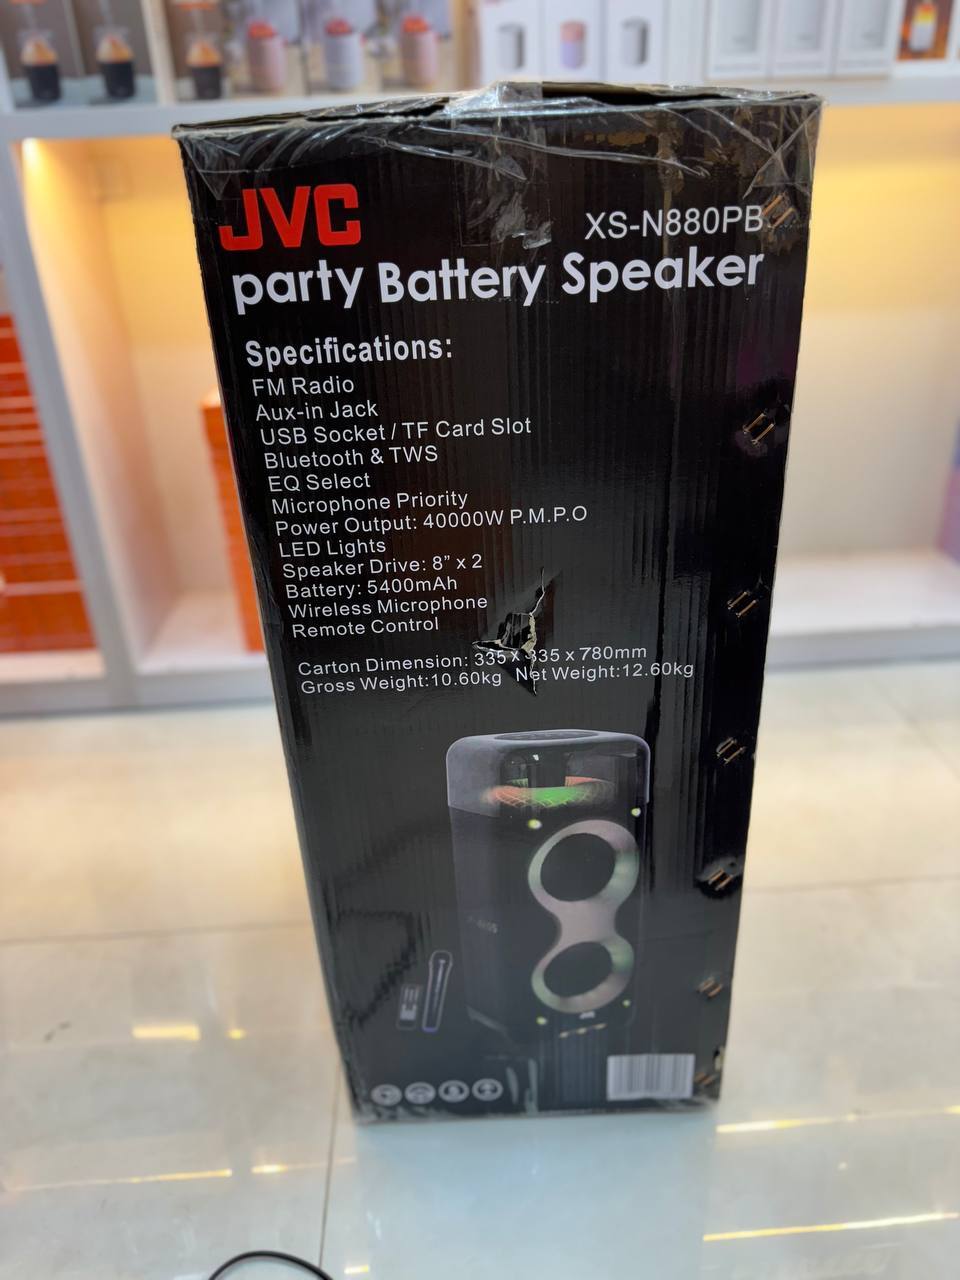 JVC
XS-N880PB
party Battery Speaker
Specifications:
FM Radio
Aux-in Jack
USB Socket / TF Card Slot
Bluetooth & TWS
EQ Select
Microphone Priority
Power Output: 40000W P.M.P.O
LED Lights
Speaker Drive: 8" x 2
Battery: 5400mAh
Wireless Microphone
Remote Control
Carton Dimension: 335 x 335 x 780mm
Gross Weight:10.60kg Net Weight:12.60kg